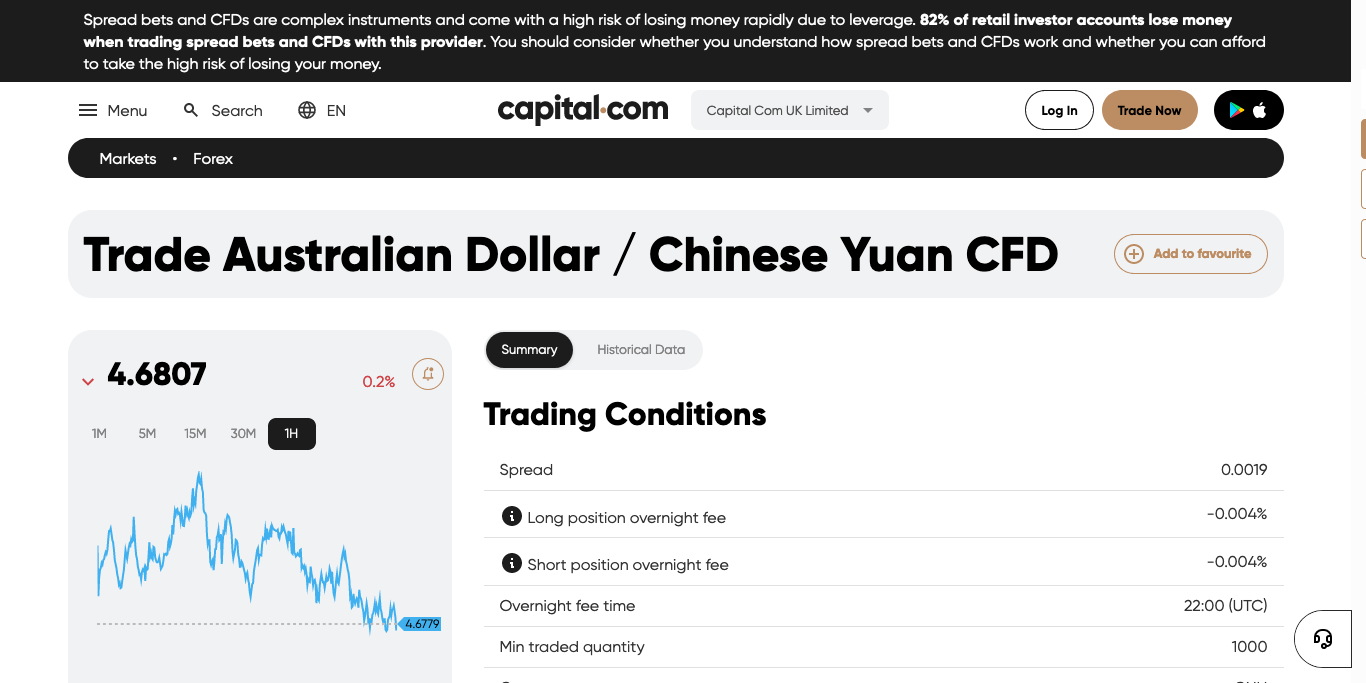 Spread bets and CFDs are complex instruments and come with a high risk of losing money rapidly due to leverage. 82% of retail investor accounts lose money
when trading spread bets and CFDs with this provider. You should consider whether you understand how spread bets and CFDs work and whether you can afford
to take the high risk of losing your money.
Menu Search EN capital.com Capital Com UK Limited Log In Trade Now
Markets • Forex
Trade Australian Dollar / Chinese Yuan CFD Add to favourite
4.6807 0.2%
1M 5M 15M 30M 1H
4.6779
Summary Historical Data
Trading Conditions
Spread 0.0019
Long position overnight fee -0.004%
Short position overnight fee -0.004%
Overnight fee time 22:00 (UTC)
Min traded quantity 1000